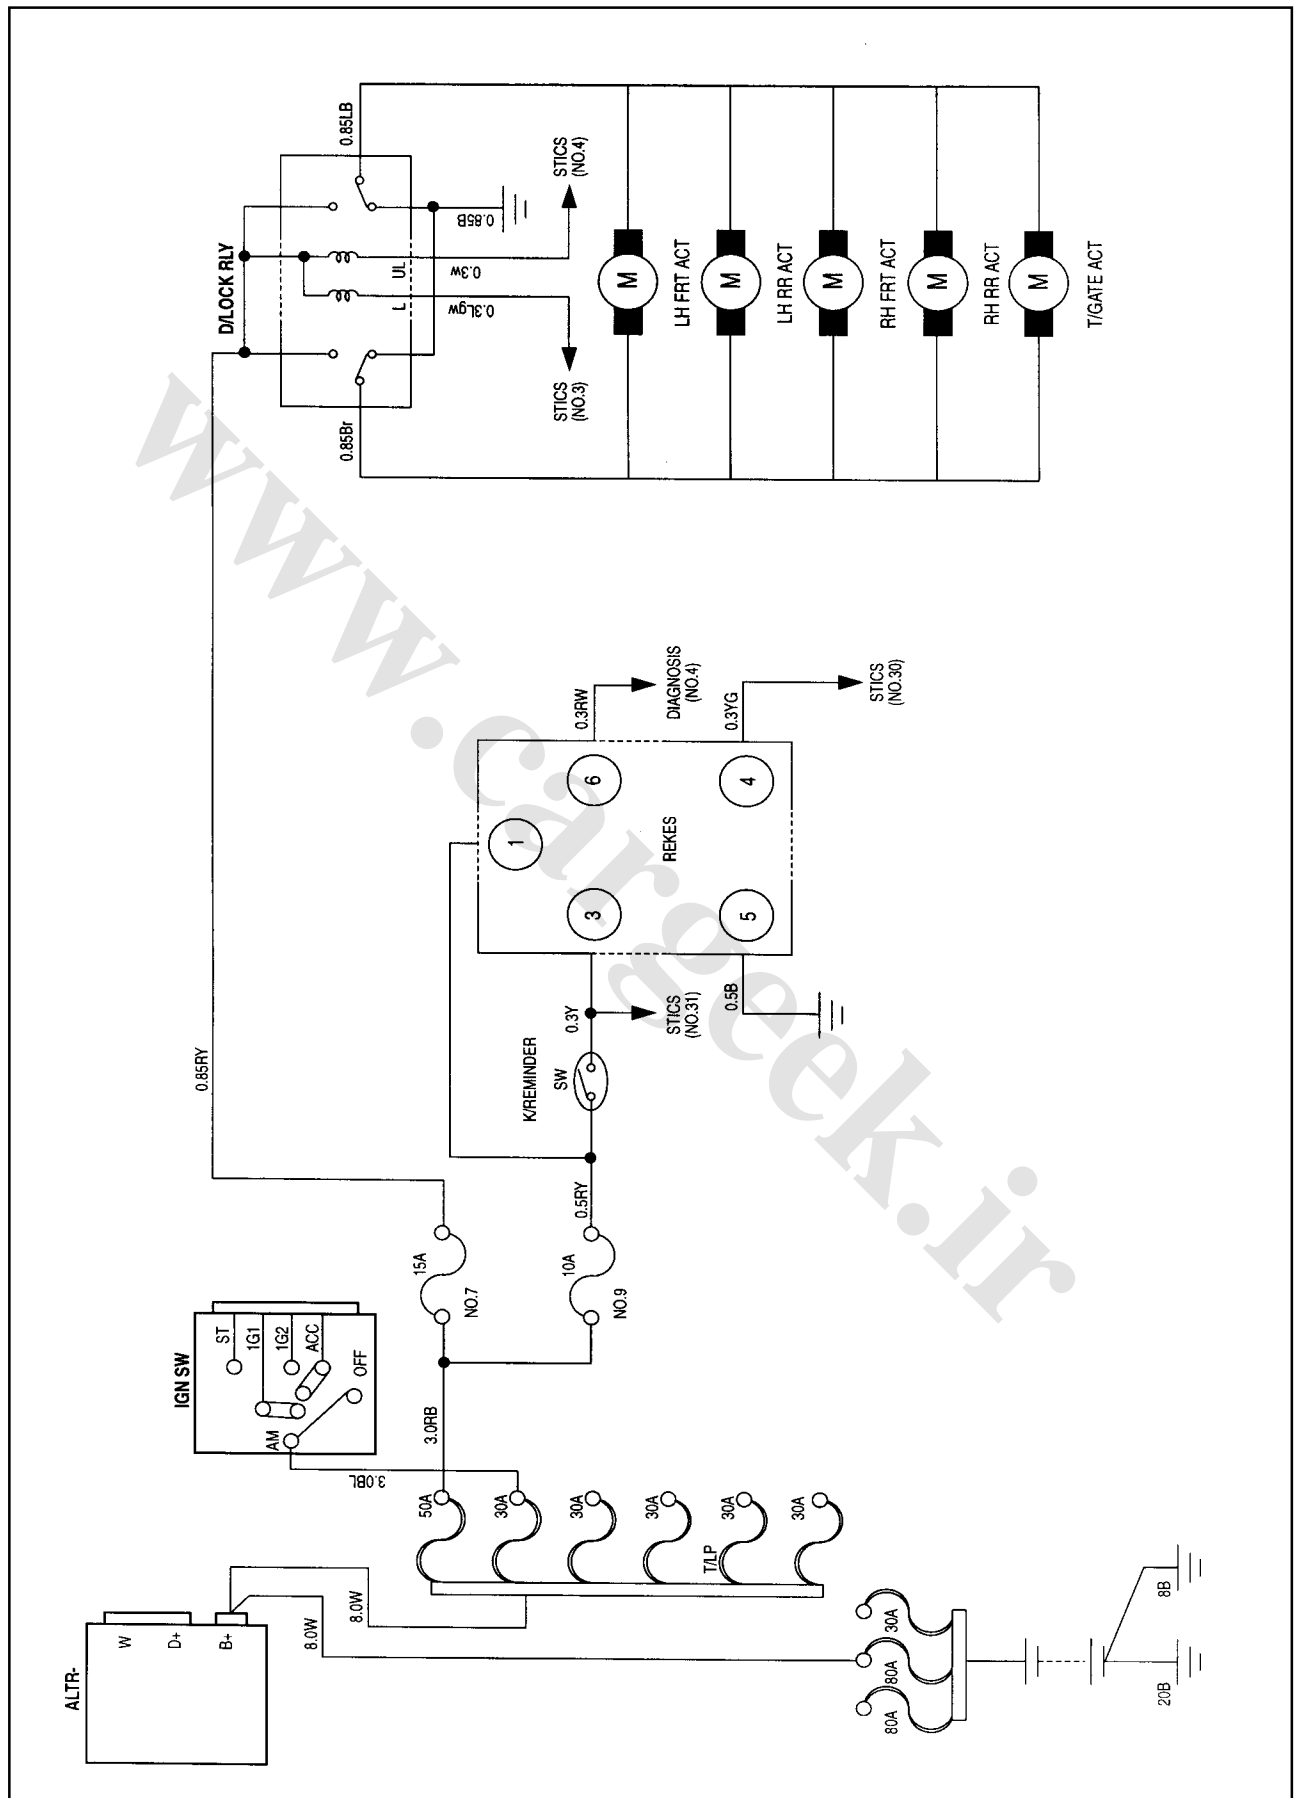 ALTR-
W
D+
B+
8.0W
8.0W
IGN SW
AM
ST
1G1
1G2
ACC
OFF
3.0BL
50A
30A
30A
30A
T/LP
30A
30A
80A
80A
30A
20B
8B
3.0RB
15A
NO.7
10A
NO.9
0.85RY
0.5RY
K/REMINDER
SW
0.3Y
STICS
(NO.31)
0.5B
REKES
1
3
6
5
4
0.3RW
DIAGNOSIS
(NO.4)
0.3YG
STICS
(NO.30)
D/LOCK RLY
0.85Br
0.85LB
L
UL
0.3Lgw
0.3w
0.85B
STICS
(NO.3)
STICS
(NO.4)
M
LH FRT ACT
M
LH RR ACT
M
RH FRT ACT
M
RH RR ACT
M
T/GATE ACT
www.cargeek.ir